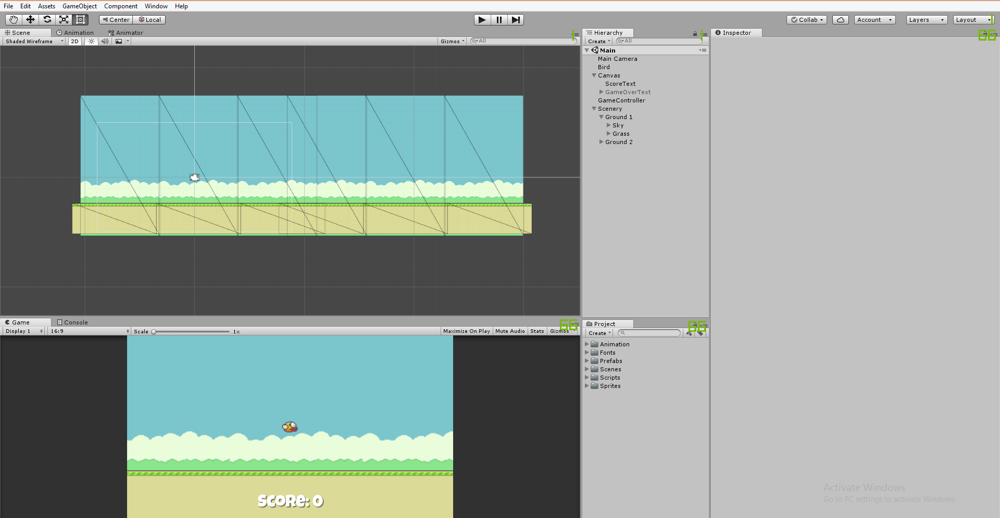 File Edit Assets GameObject Component Window Help
Center Local Collab Account Layers Layout
Scene Animation Animator
Shaded Wireframe 2D Gizmos All
Hierarchy
Create All
Main
Main Camera
Bird
Canvas
ScoreText
GameOverText
GameController
Scenery
Ground 1
Sky
Grass
Ground 2
Inspector
66
Game Console
66
Display 1 16:9 Scale 1x Maximize On Play Mute Audio Stats Gizmos
SCORE: 0
Project
66
Create
Animation
Fonts
Prefabs
Scenes
Scripts
Sprites
Activate Windows
Go to PC settings to activate Windows.